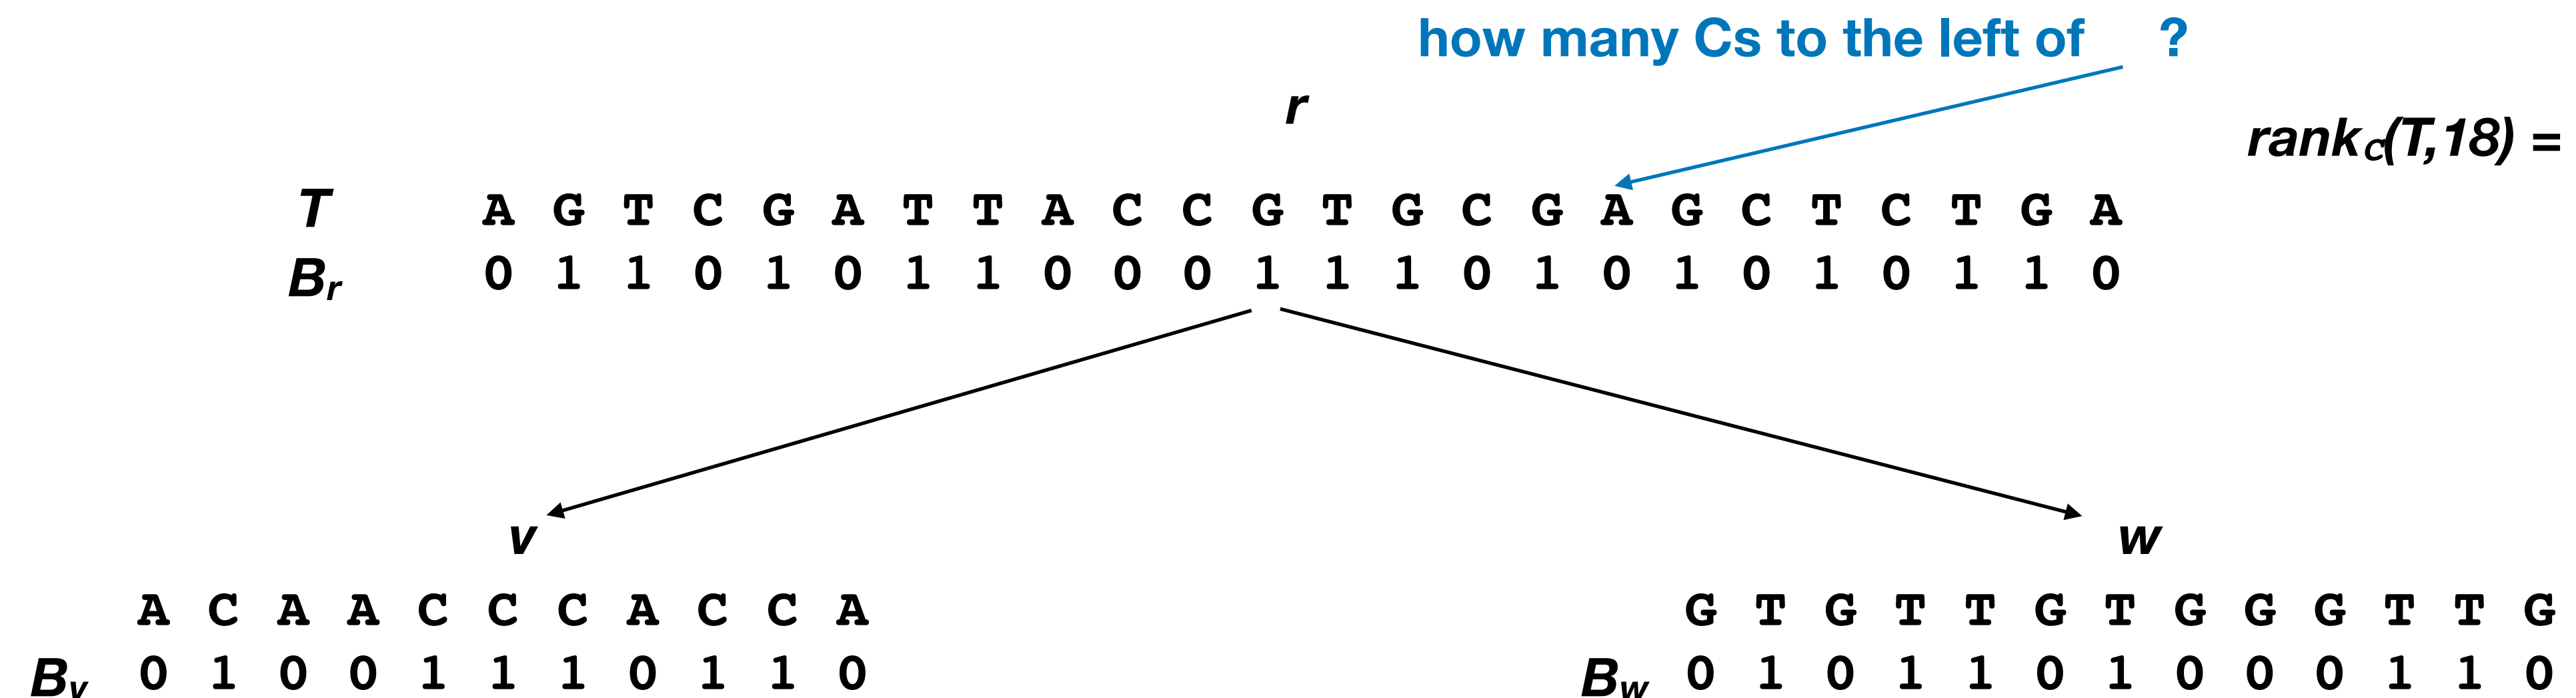 how many Cs to the left of ?
r
rankC(T,18) =
T A G T C G A T T A C C G T G C G A G C T C T G A
Br 0 1 1 0 1 0 1 1 0 0 0 1 1 1 0 1 0 1 0 1 0 1 1 0
v w
A C A A C C C A C C A G T G T T G T G G G T T G
Bv 0 1 0 0 1 1 1 0 1 1 0 Bw 0 1 0 1 1 0 1 0 0 0 1 1 0